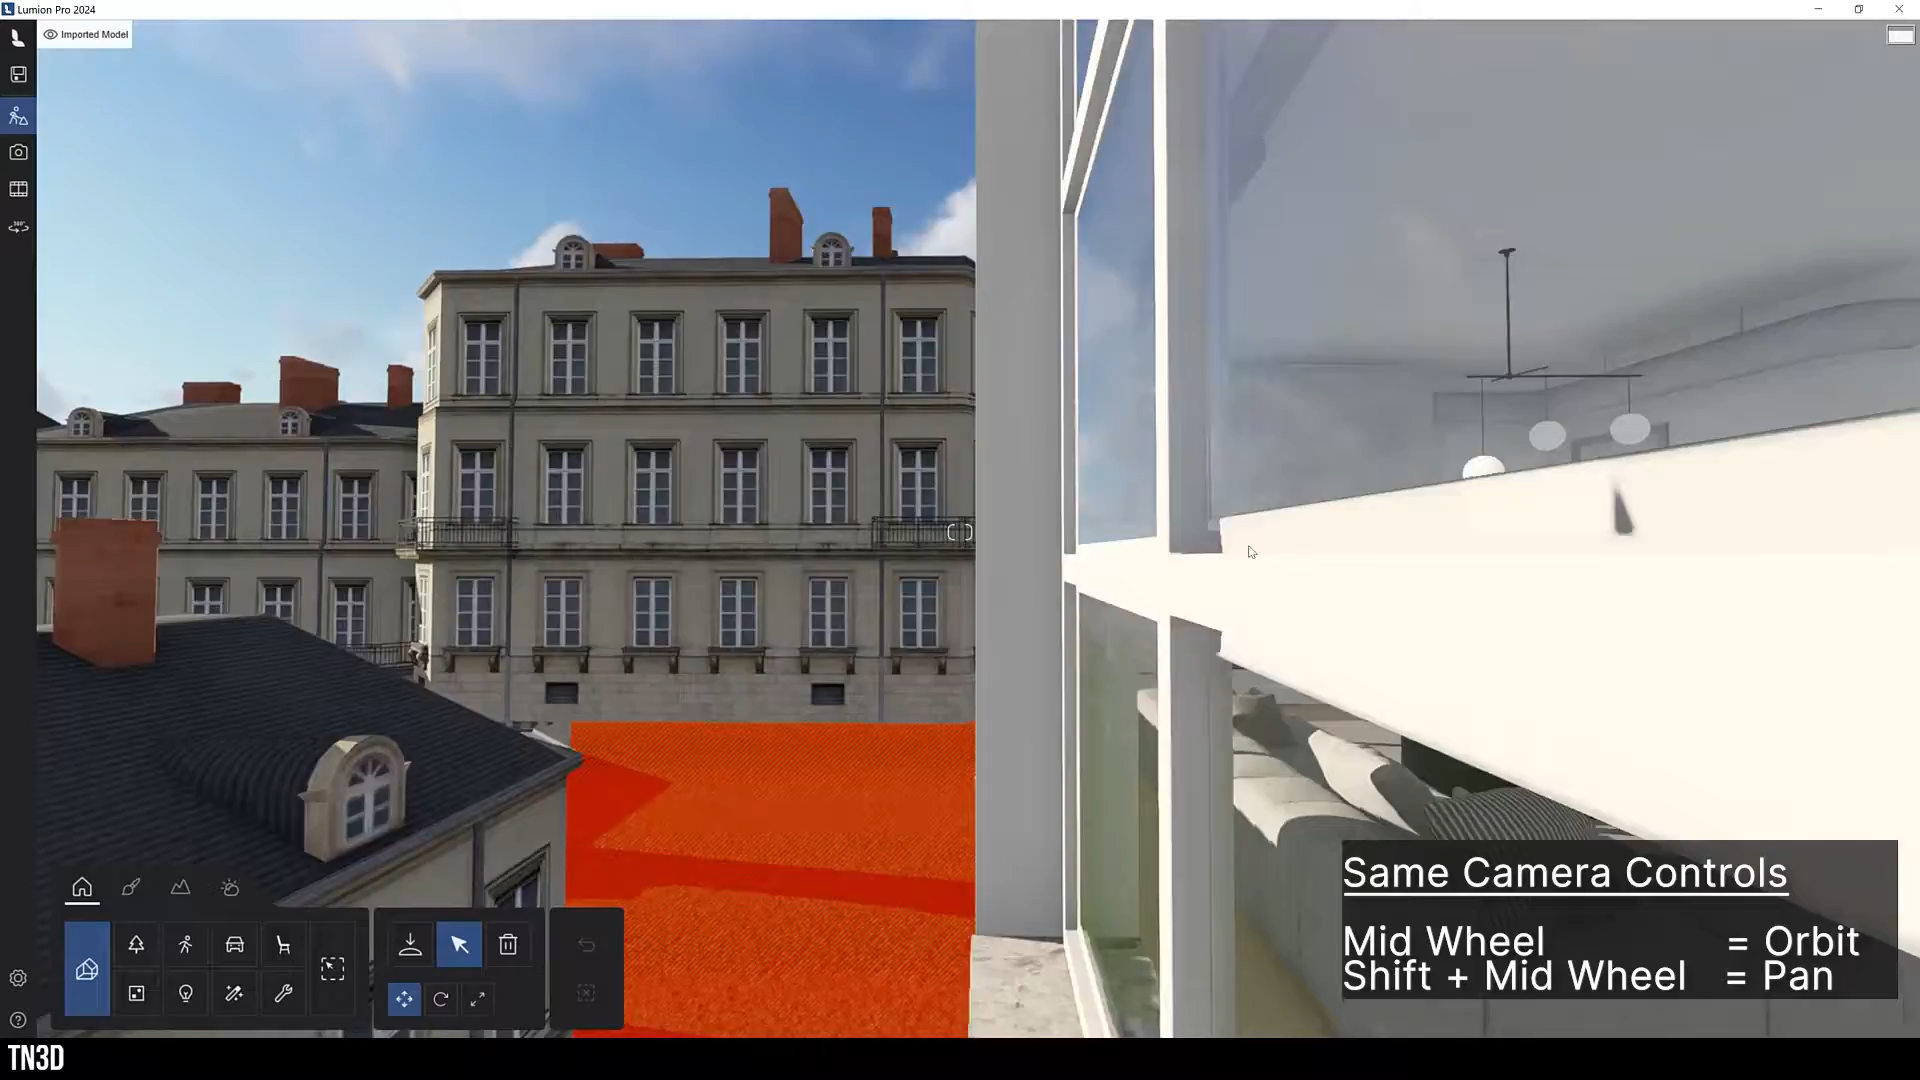 Lumion Pro 2024
Imported Model
Same Camera Controls
Mid Wheel = Orbit
Shift + Mid Wheel = Pan
TN3D